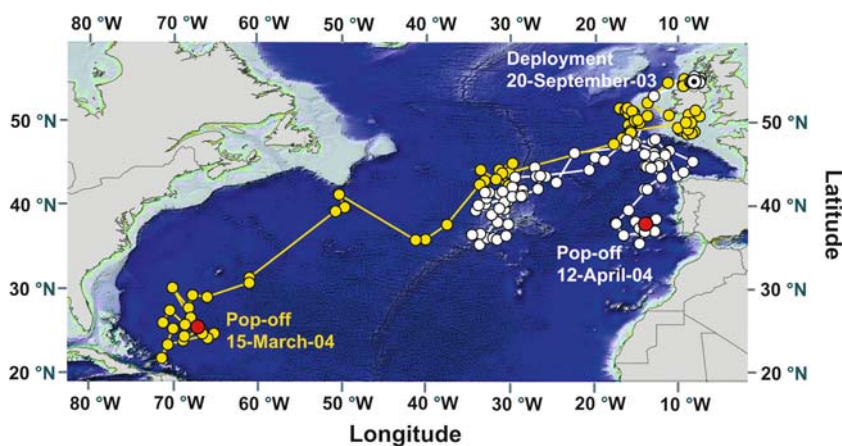 80 °W 70 °W 60 °W 50 °W 40 °W 30 °W 20 °W 10 °W
Deployment
20-September-03
50 °N 50 °N
40 °N 40 °N
Latitude
Pop-off
12-April-04
30 °N 30 °N
Pop-off
15-March-04
20 °N 20 °N
80 °W 70 °W 60 °W 50 °W 40 °W 30 °W 20 °W 10 °W
Longitude